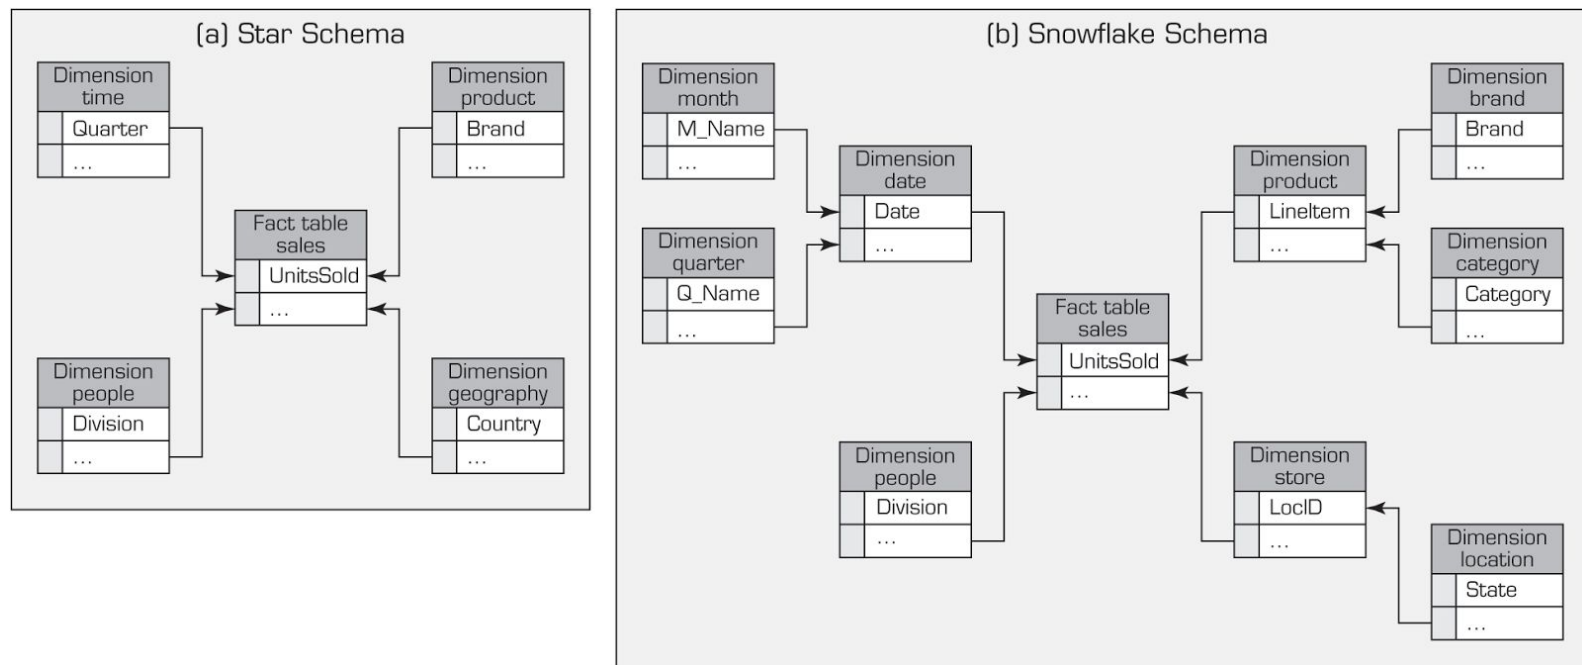 (a) Star Schema
Dimension
time
Quarter
...
Dimension
product
Brand
...
Fact table
sales
UnitsSold
...
Dimension
people
Division
...
Dimension
geography
Country
...
(b) Snowflake Schema
Dimension
month
M_Name
...
Dimension
quarter
Q_Name
...
Dimension
date
Date
...
Dimension
product
LineItem
...
Dimension
brand
Brand
...
Dimension
category
Category
...
Fact table
sales
UnitsSold
...
Dimension
people
Division
...
Dimension
store
LocID
...
Dimension
location
State
...